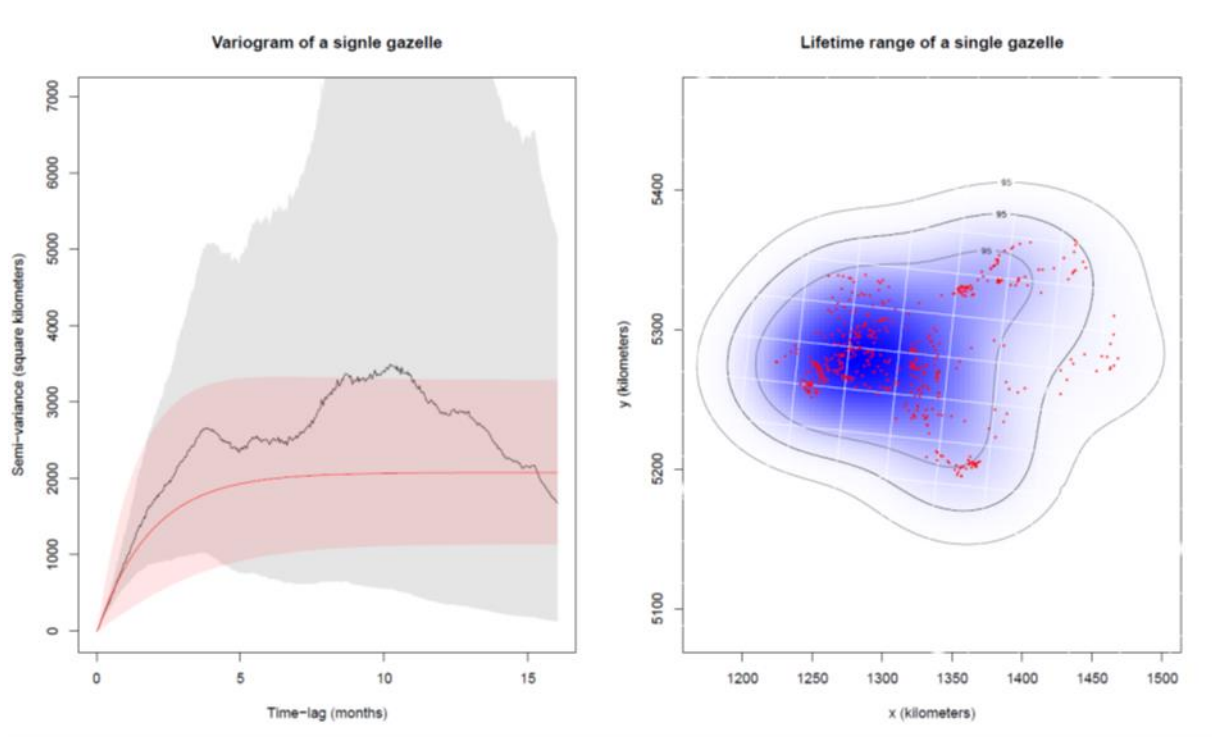 Variogram of a signle gazelle
Semi-variance (square kilometers)
7000
6000
5000
4000
3000
2000
1000
0
0 5 10 15
Time-lag (months)
Lifetime range of a single gazelle
y (kilometers)
5400
5300
5200
5100
95
95
95
1200 1250 1300 1350 1400 1450 1500
x (kilometers)